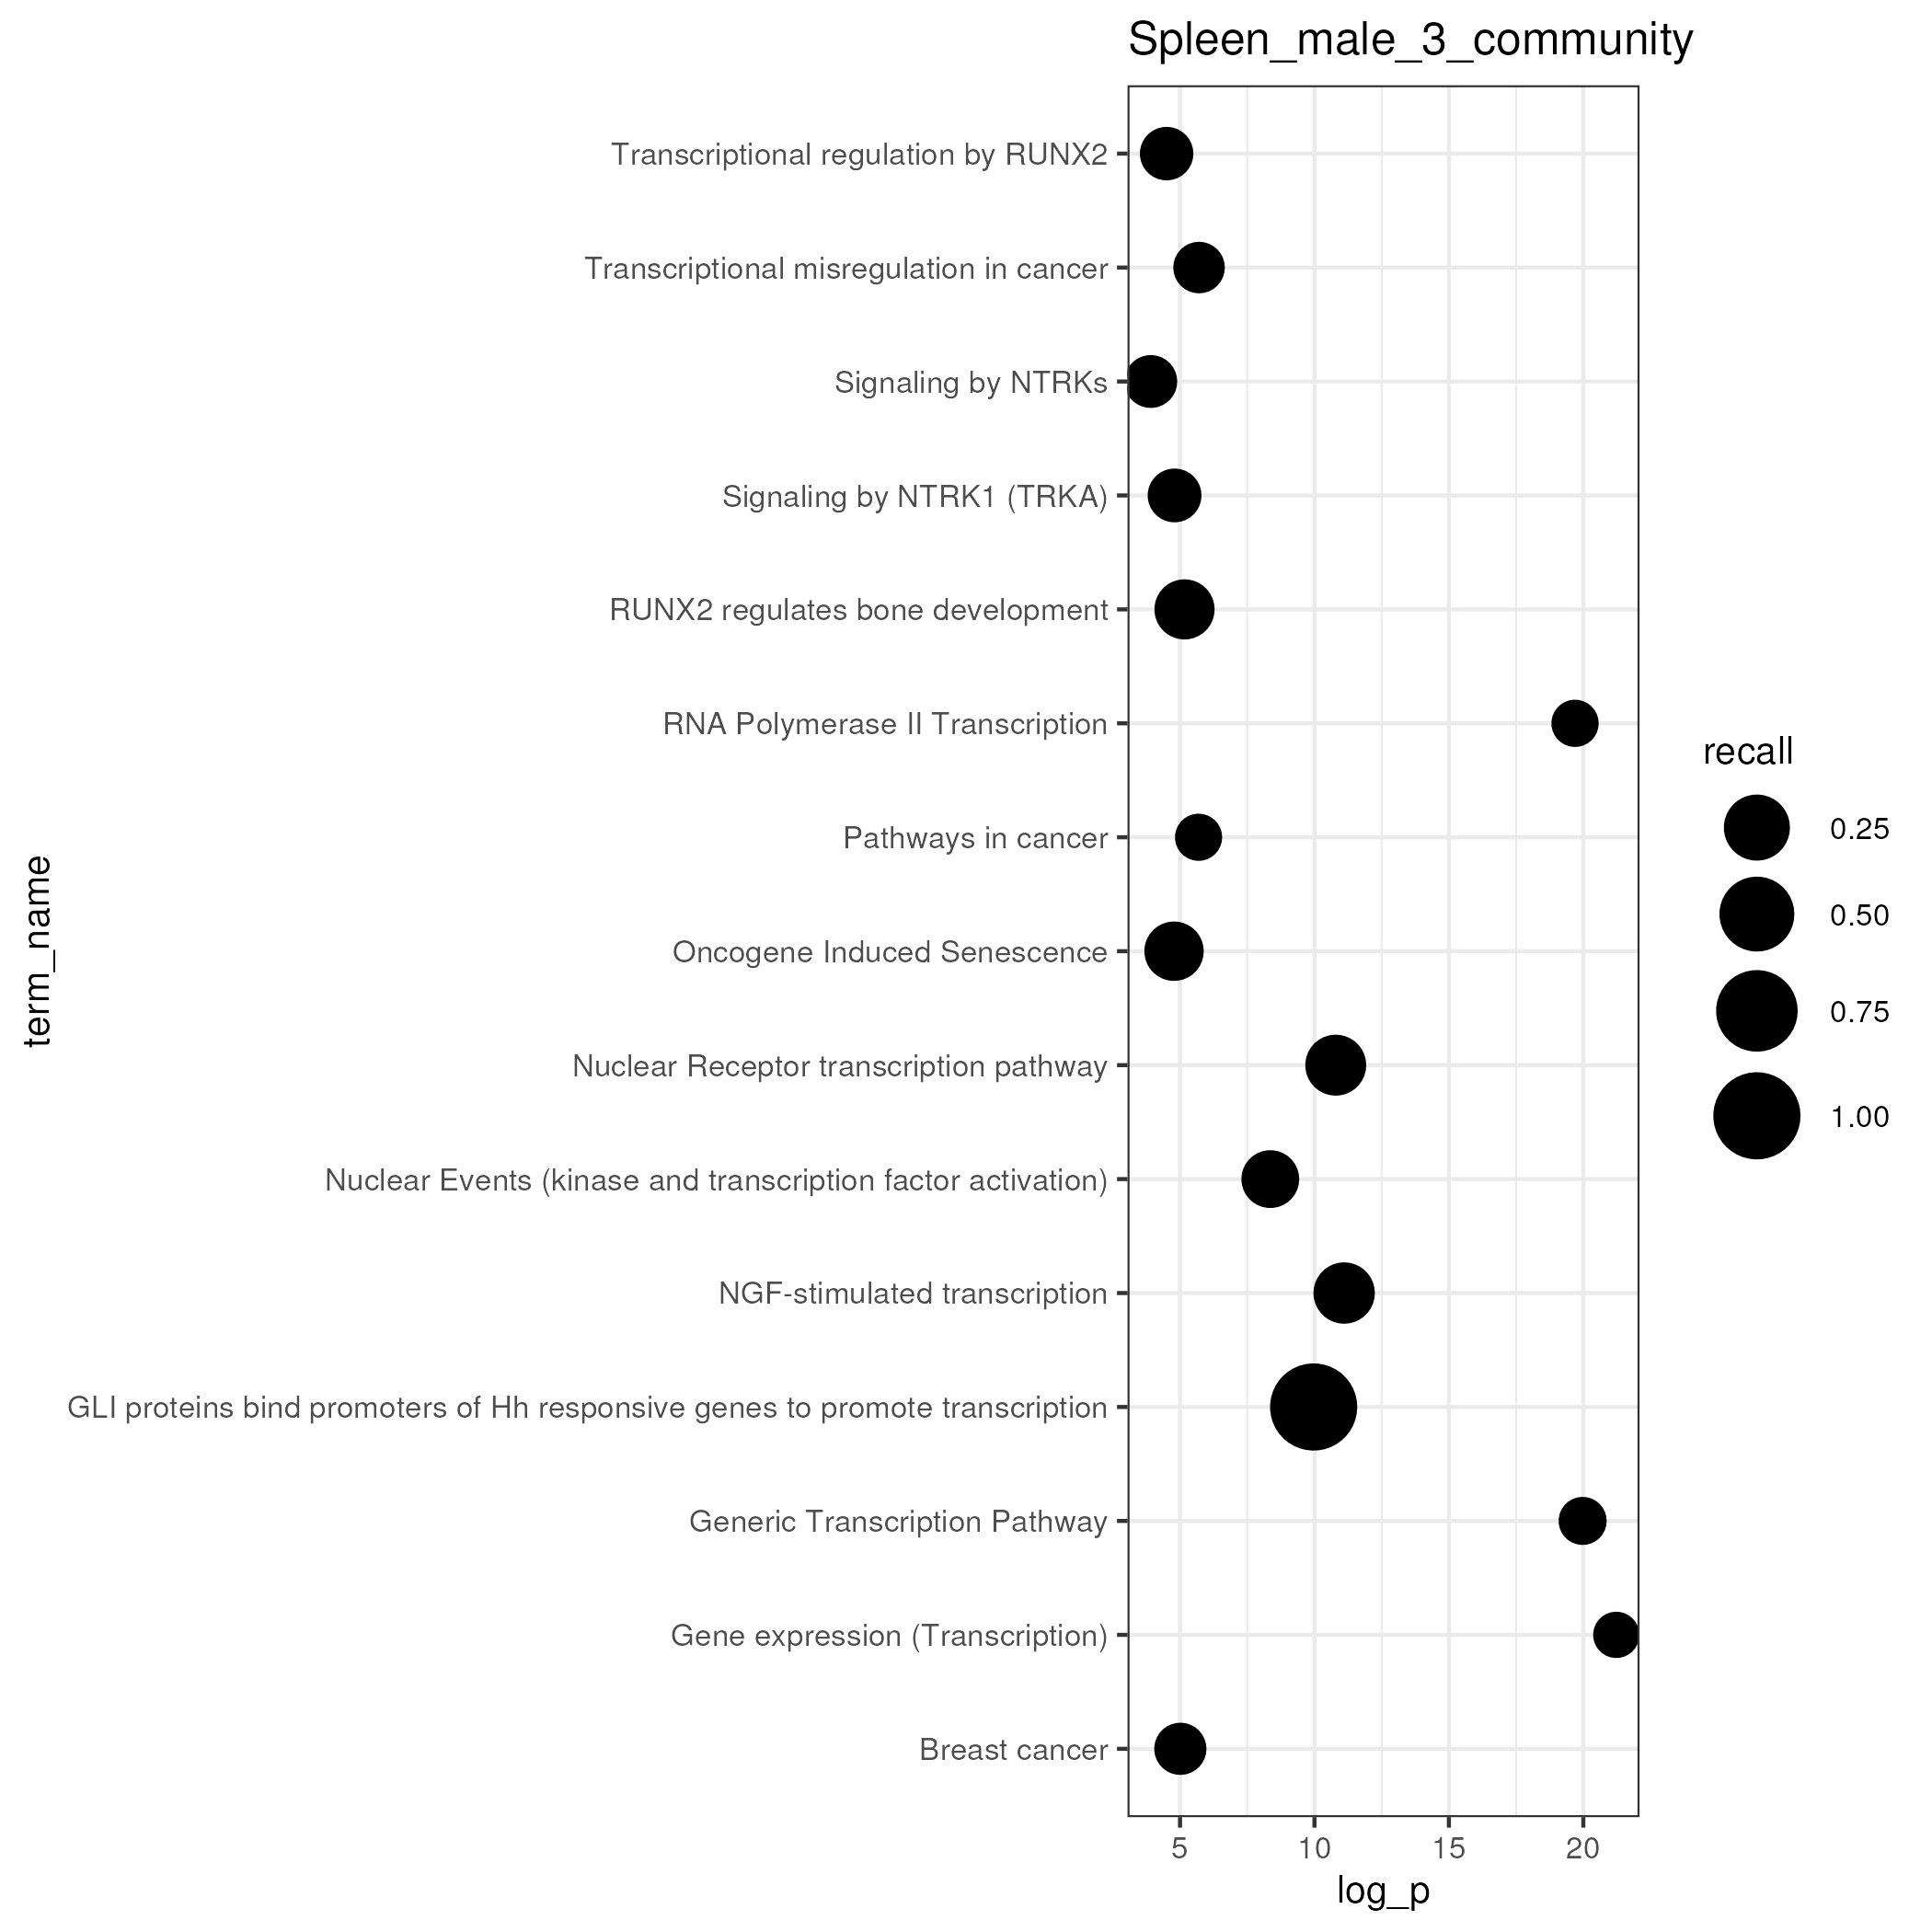 Spleen_male_3_community
Transcriptional regulation by RUNX2
Transcriptional misregulation in cancer
Signaling by NTRKs
Signaling by NTRK1 (TRKA)
RUNX2 regulates bone development
RNA Polymerase II Transcription
Pathways in cancer
Oncogene Induced Senescence
Nuclear Receptor transcription pathway
Nuclear Events (kinase and transcription factor activation)
NGF-stimulated transcription
GLI proteins bind promoters of Hh responsive genes to promote transcription
Generic Transcription Pathway
Gene expression (Transcription)
Breast cancer
term_name
5 10 15 20
log_p
recall
0.25
0.50
0.75
1.00